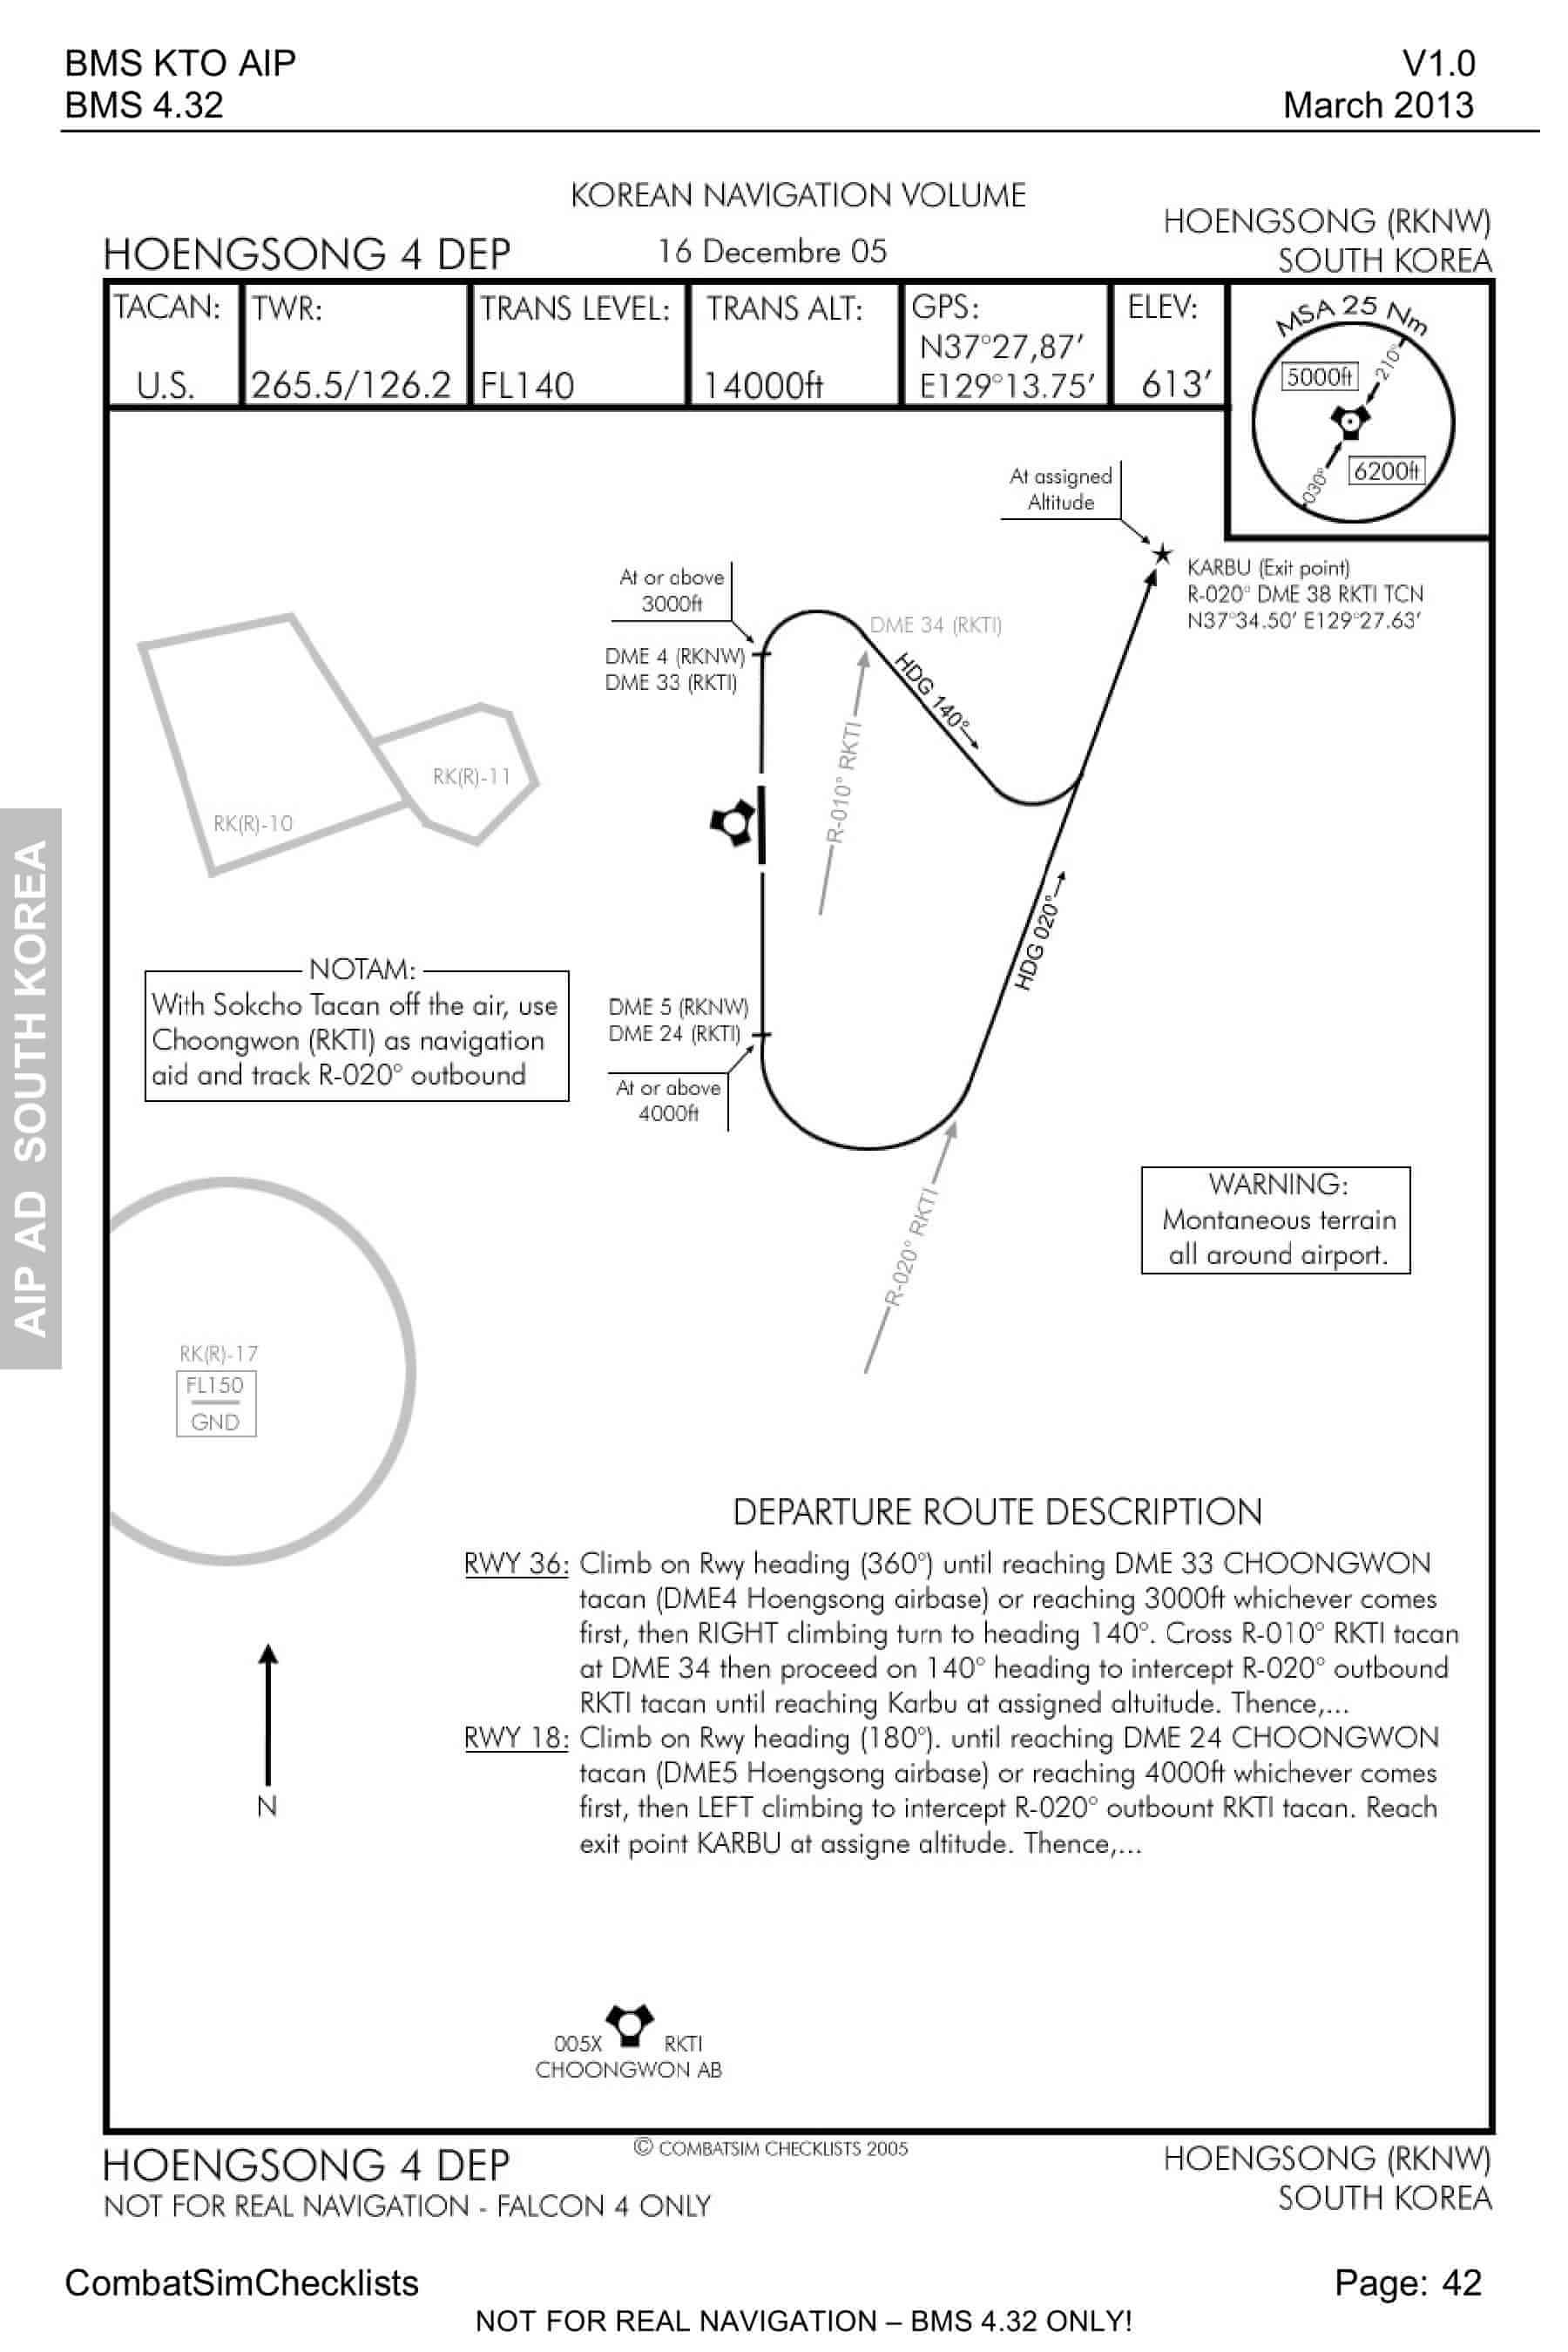 BMS KTO AIP
V1.0
BMS 4.32
March 2013
KOREAN NAVIGATION VOLUME
HOENGSONG 4 DEP
16 Decembre 05
HOENGSONG (RKNW)
SOUTH KOREA
TACAN:
U.S.
TWR:
265.5/126.2
TRANS LEVEL:
FL140
TRANS ALT:
14000ft
GPS:
N37°27,87'
E129°13.75'
ELEV:
613'
MSA 25 Nm
5000ft
210°
6200ft
030°
At assigned
Altitude
KARBU (Exit point)
R-020° DME 38 RKTI TCN
N37°34.50' E129°27.63'
At or above
3000ft
DME 4 (RKNW)
DME 33 (RKTI)
DME 34 (RKTI)
HDG 140°
R-010° RKTI
RK(R)-11
RK(R)-10
HDG 020°
NOTAM:
With Sokcho Tacan off the air, use
Choongwon (RKTI) as navigation
aid and track R-020° outbound
DME 5 (RKNW)
DME 24 (RKTI)
At or above
4000ft
R-020° RKTI
WARNING:
Montaneous terrain
all around airport.
AIP AD SOUTH KOREA
RK(R)-17
FL150
GND
DEPARTURE ROUTE DESCRIPTION
RWY 36: Climb on Rwy heading (360°) until reaching DME 33 CHOONGWON
tacan (DME4 Hoengsong airbase) or reaching 3000ft whichever comes
first, then RIGHT climbing turn to heading 140°. Cross R-010° RKTI tacan
at DME 34 then proceed on 140° heading to intercept R-020° outbound
RKTI tacan until reaching Karbu at assigned altuitude. Thence,...
RWY 18: Climb on Rwy heading (180°). until reaching DME 24 CHOONGWON
tacan (DME5 Hoengsong airbase) or reaching 4000ft whichever comes
first, then LEFT climbing to intercept R-020° outbount RKTI tacan. Reach
exit point KARBU at assigne altitude. Thence,...
N
005X RKTI
CHOONGWON AB
HOENGSONG 4 DEP
© COMBATSIM CHECKLISTS 2005
HOENGSONG (RKNW)
NOT FOR REAL NAVIGATION - FALCON 4 ONLY
SOUTH KOREA
CombatSimChecklists
Page: 42
NOT FOR REAL NAVIGATION – BMS 4.32 ONLY!